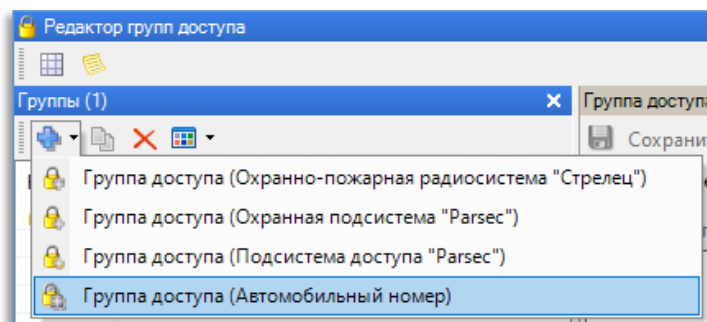 Редактор групп доступа
Группы (1)
Группа доступа
Сохранит
Группа доступа (Охранно-пожарная радиосистема "Стрелец")
Группа доступа (Охранная подсистема "Parsec")
Группа доступа (Подсистема доступа "Parsec")
Группа доступа (Автомобильный номер)